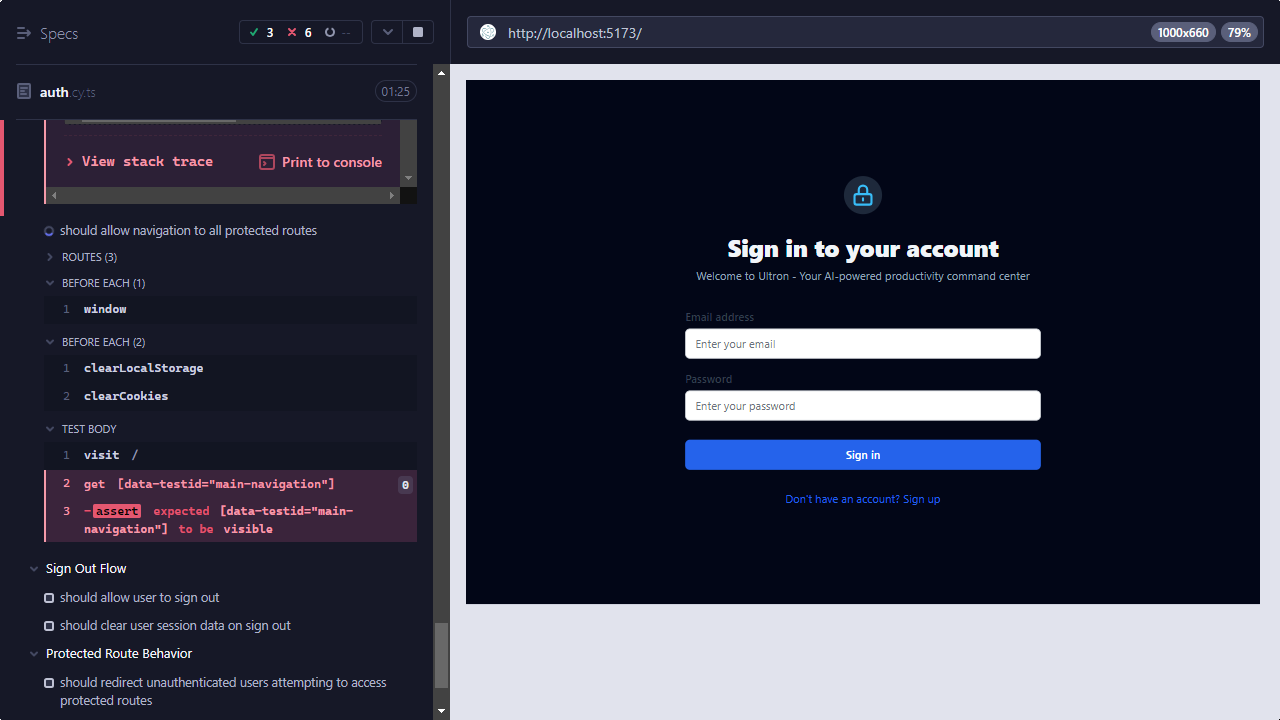 Specs
3
6
--
auth.cy.ts
01:25
View stack trace
Print to console
should allow navigation to all protected routes
ROUTES (3)
BEFORE EACH (1)
1 window
BEFORE EACH (2)
1 clearLocalStorage
2 clearCookies
TEST BODY
1 visit /
2 get [data-testid="main-navigation"] 0
3 -assert expected [data-testid="main-
navigation"] to be visible
Sign Out Flow
should allow user to sign out
should clear user session data on sign out
Protected Route Behavior
should redirect unauthenticated users attempting to access
protected routes
http://localhost:5173/
1000x660
79%
Sign in to your account
Welcome to Ultron - Your AI-powered productivity command center
Email address
Enter your email
Password
Enter your password
Sign in
Don't have an account? Sign up